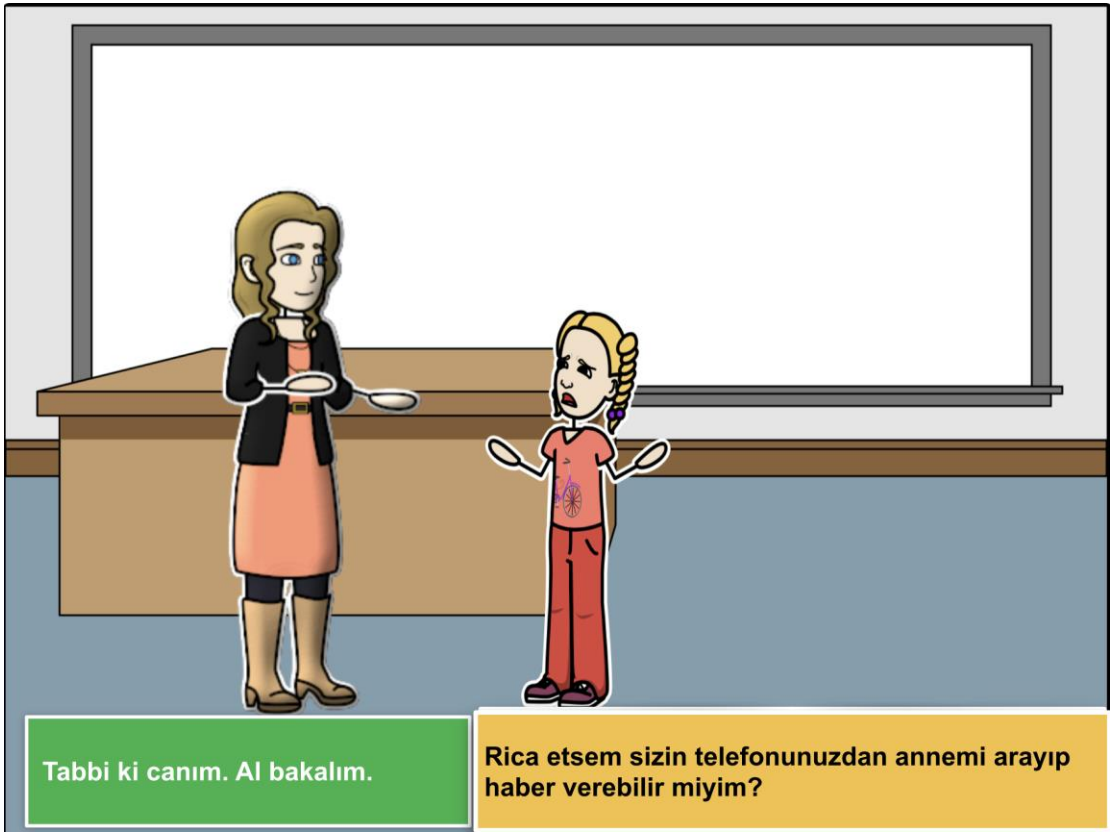 Tabbi ki canım. Al bakalım.
Rica etsem sizin telefonunuzdan annemi arayıp
haber verebilir miyim?